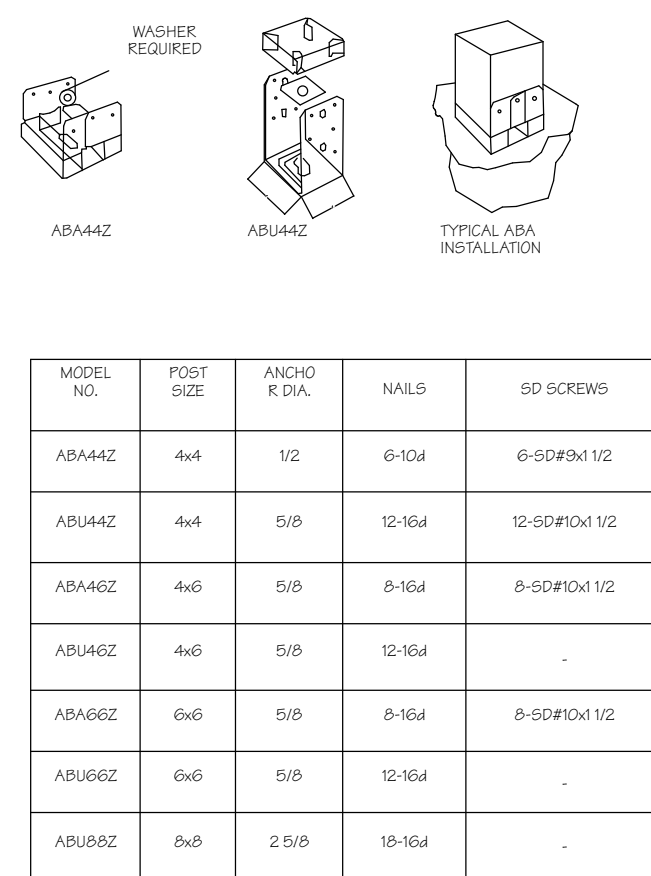 WASHER
REQUIRED
ABA44Z
ABU44Z
TYPICAL ABA
INSTALLATION
MODEL NO. POST SIZE ANCHO R DIA. NAILS SD SCREWS
ABA44Z 4x4 1/2 6-10d 6-SD#9x1 1/2
ABU44Z 4x4 5/8 12-16d 12-SD#10x1 1/2
ABA46Z 4x6 5/8 8-16d 8-SD#10x1 1/2
ABU46Z 4x6 5/8 12-16d -
ABA66Z 6x6 5/8 8-16d 8-SD#10x1 1/2
ABU66Z 6x6 5/8 12-16d -
ABU88Z 8x8 2 5/8 18-16d -